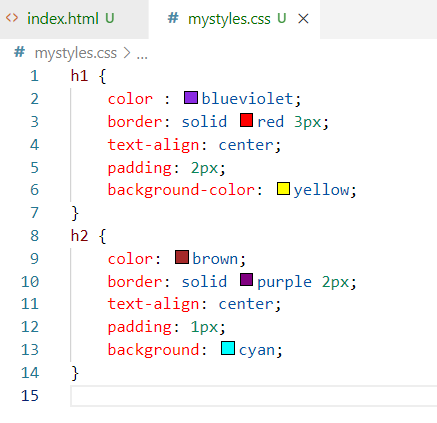 <> index.html U # mystyles.css U ×
# mystyles.css > ...
1 h1 {
2 color : blueviolet;
3 border: solid red 3px;
4 text-align: center;
5 padding: 2px;
6 background-color: yellow;
7 }
8 h2 {
9 color: brown;
10 border: solid purple 2px;
11 text-align: center;
12 padding: 1px;
13 background: cyan;
14 }
15